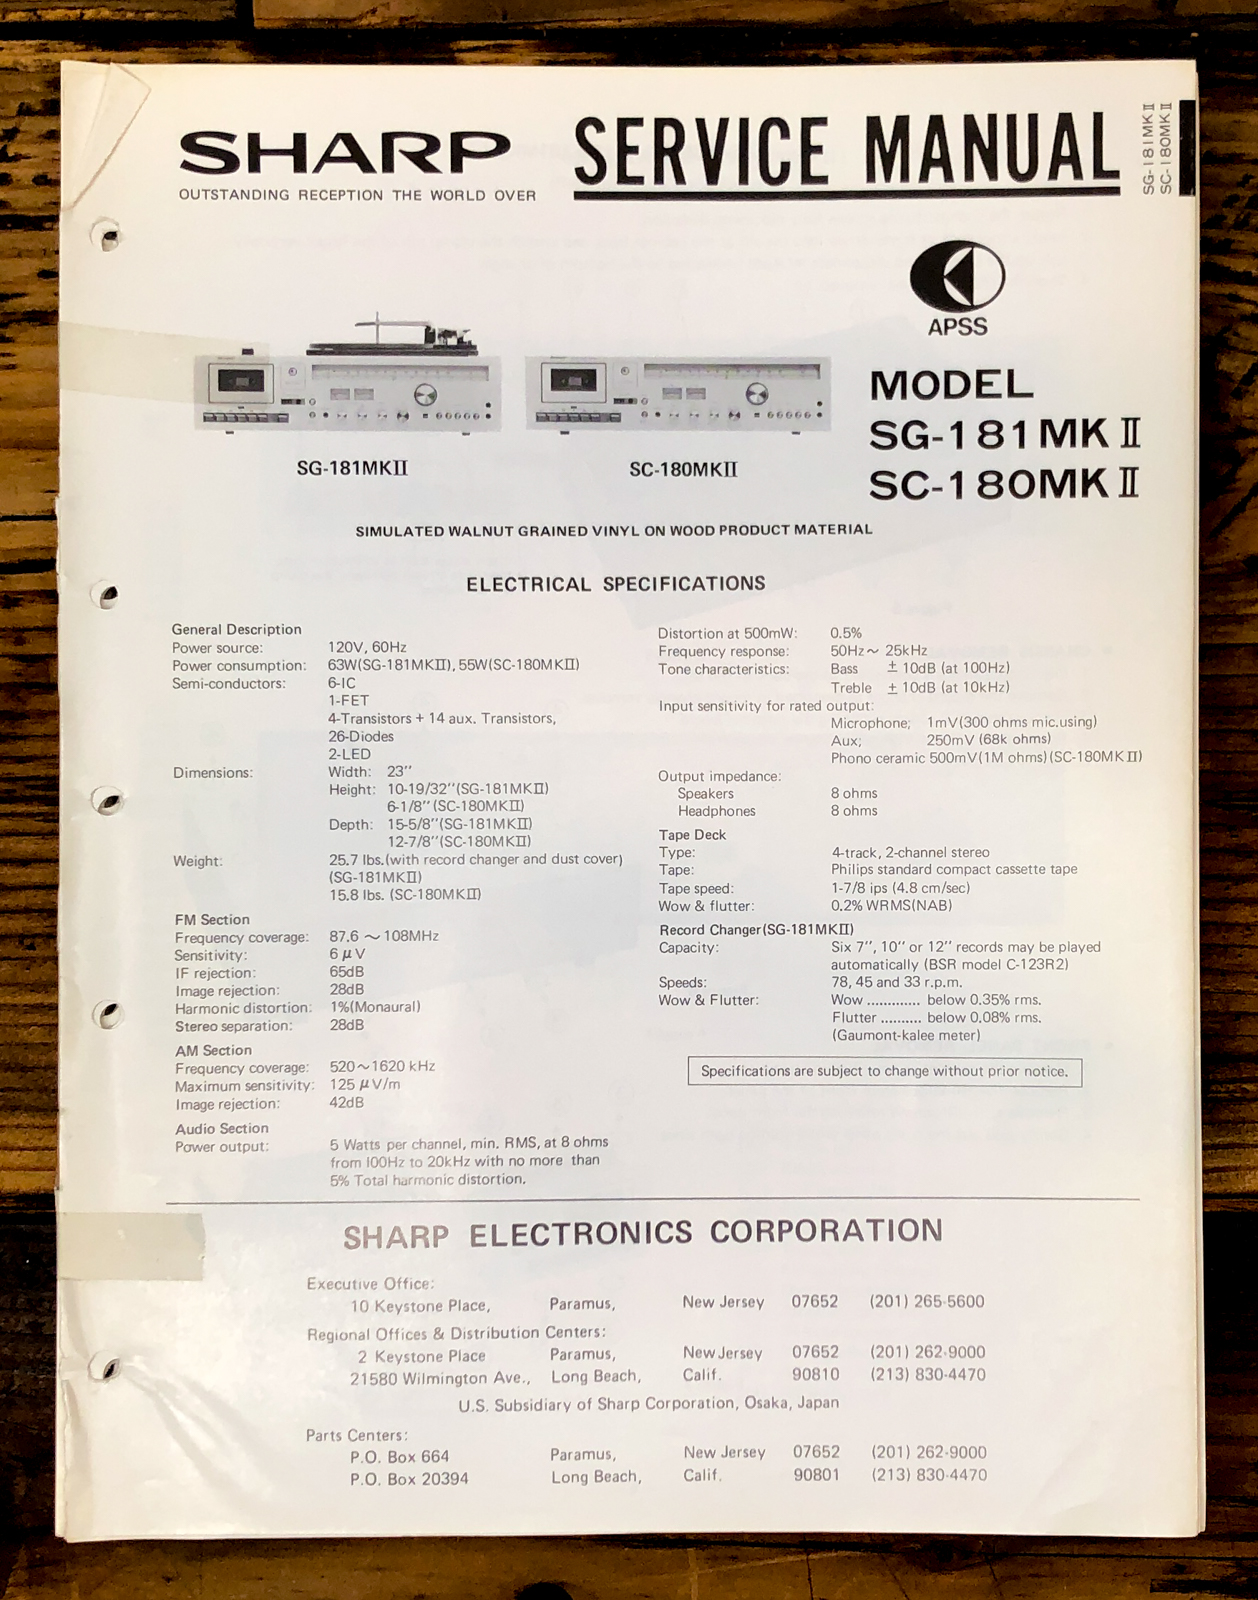 SHARP SERVICE MANUAL
OUTSTANDING RECEPTION THE WORLD OVER
SG-181MKⅡ
SC-180MKⅡ
APSS
MODEL
SG-181MKⅡ
SC-180MKⅡ
SG-181MKⅡ SC-180MKⅡ
SIMULATED WALNUT GRAINED VINYL ON WOOD PRODUCT MATERIAL
ELECTRICAL SPECIFICATIONS
General Description
Power source: 120V, 60Hz
Power consumption: 63W(SG-181MKⅡ), 55W(SC-180MKⅡ)
Semi-conductors: 6-IC
1-FET
4-Transistors + 14 aux. Transistors,
26-Diodes
2-LED
Dimensions: Width: 23"
Height: 10-19/32"(SG-181MKⅡ)
6-1/8"(SC-180MKⅡ)
Depth: 15-5/8"(SG-181MKⅡ)
12-7/8"(SC-180MKⅡ)
Weight: 25.7 lbs.(with record changer and dust cover)
(SG-181MKⅡ)
15.8 lbs. (SC-180MKⅡ)
FM Section
Frequency coverage: 87.6 ~ 108MHz
Sensitivity: 6 μV
IF rejection: 65dB
Image rejection: 28dB
Harmonic distortion: 1%(Monaural)
Stereo separation: 28dB
AM Section
Frequency coverage: 520~1620 kHz
Maximum sensitivity: 125 μV/m
Image rejection: 42dB
Audio Section
Power output: 5 Watts per channel, min. RMS, at 8 ohms
from 100Hz to 20kHz with no more than
5% Total harmonic distortion.
Distortion at 500mW: 0.5%
Frequency response: 50Hz~ 25kHz
Tone characteristics: Bass ± 10dB (at 100Hz)
Treble ± 10dB (at 10kHz)
Input sensitivity for rated output:
Microphone; 1mV(300 ohms mic.using)
Aux; 250mV (68k ohms)
Phono ceramic 500mV(1M ohms)(SC-180MKⅡ)
Output impedance:
Speakers 8 ohms
Headphones 8 ohms
Tape Deck
Type: 4-track, 2-channel stereo
Tape: Philips standard compact cassette tape
Tape speed: 1-7/8 ips (4.8 cm/sec)
Wow & flutter: 0.2% WRMS(NAB)
Record Changer(SG-181MKⅡ)
Capacity: Six 7", 10" or 12" records may be played
automatically (BSR model C-123R2)
Speeds: 78, 45 and 33 r.p.m.
Wow & Flutter: Wow ............. below 0.35% rms.
Flutter .......... below 0.08% rms.
(Gaumont-kalee meter)
Specifications are subject to change without prior notice.
SHARP ELECTRONICS CORPORATION
Executive Office:
10 Keystone Place, Paramus, New Jersey 07652 (201) 265-5600
Regional Offices & Distribution Centers:
2 Keystone Place Paramus, New Jersey 07652 (201) 262-9000
21580 Wilmington Ave., Long Beach, Calif. 90810 (213) 830-4470
U.S. Subsidiary of Sharp Corporation, Osaka, Japan
Parts Centers:
P.O. Box 664 Paramus, New Jersey 07652 (201) 262-9000
P.O. Box 20394 Long Beach, Calif. 90801 (213) 830-4470